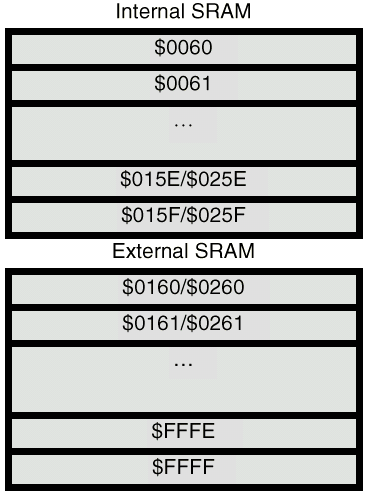 Internal SRAM
$0060
$0061
...
$015E/$025E
$015F/$025F
External SRAM
$0160/$0260
$0161/$0261
...
$FFFE
$FFFF